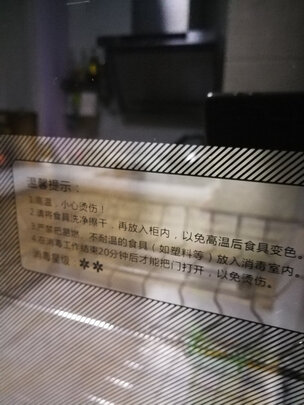 温馨提示：
1.高温，小心烫伤！
2.请将食具洗净擦干，再放入柜内，以免高温后食具变色。
3.严禁把易燃、不耐温的食具（如塑料等）放入消毒室内。
4.在消毒工作结束20分钟后才能把门打开，以免烫伤。
消毒星级 ✱✱